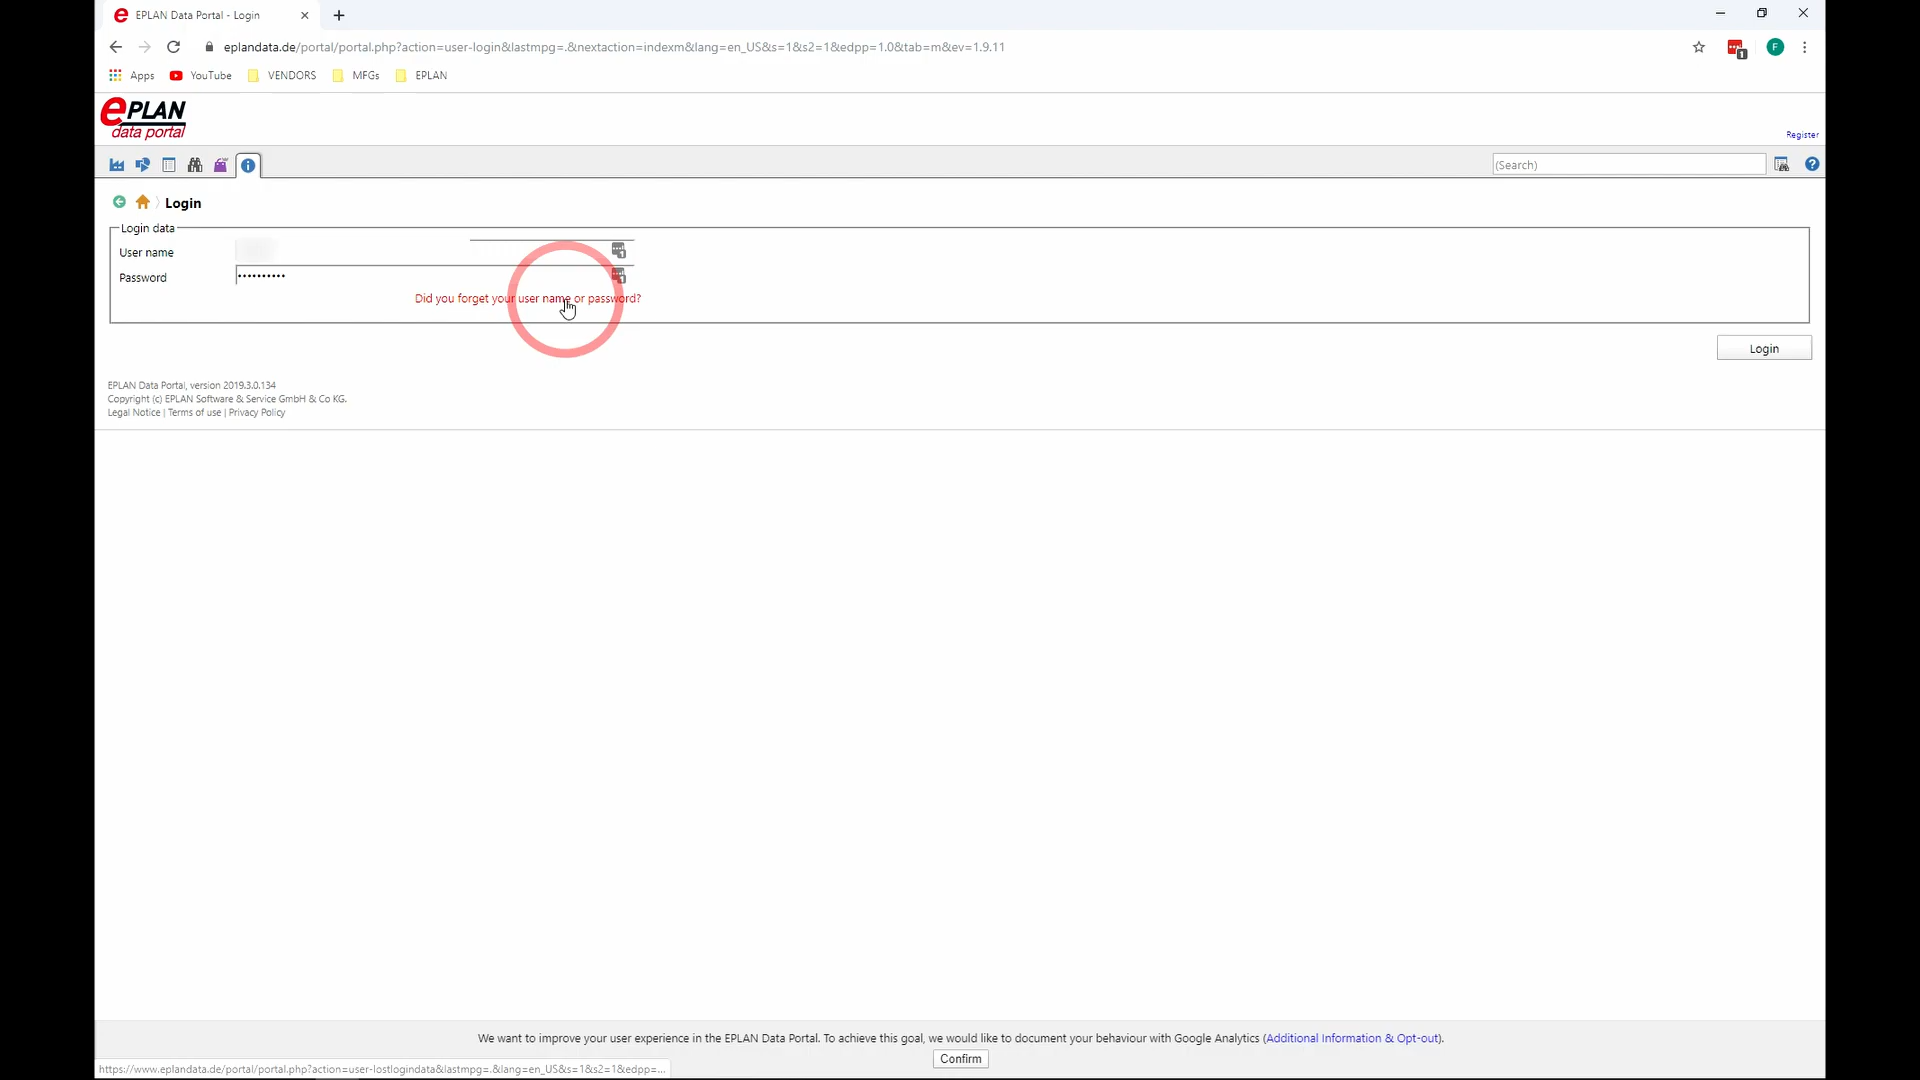 EPLAN Data Portal - Login
eplandata.de/portal/portal.php?action=user-login&lastmpg=.&nextaction=indexm&lang=en_US&s=1&s2=1&edpp=1.0&tab=m&ev=1.9.11
1
F
Apps
YouTube
VENDORS
MFGs
EPLAN
ePLAN
data portal
Register
(Search)
?
Login
Login data
User name
1
Password
••••••••••
1
Did you forget your user name or password?
Login
EPLAN Data Portal, version 2019.3.0.134
Copyright (c) EPLAN Software & Service GmbH & Co KG.
Legal Notice | Terms of use | Privacy Policy
We want to improve your user experience in the EPLAN Data Portal. To achieve this goal, we would like to document your behaviour with Google Analytics (Additional Information & Opt-out).
Confirm
https://www.eplandata.de/portal/portal.php?action=user-lostlogindata&lastmpg=.&lang=en_US&s=1&s2=1&edpp=...